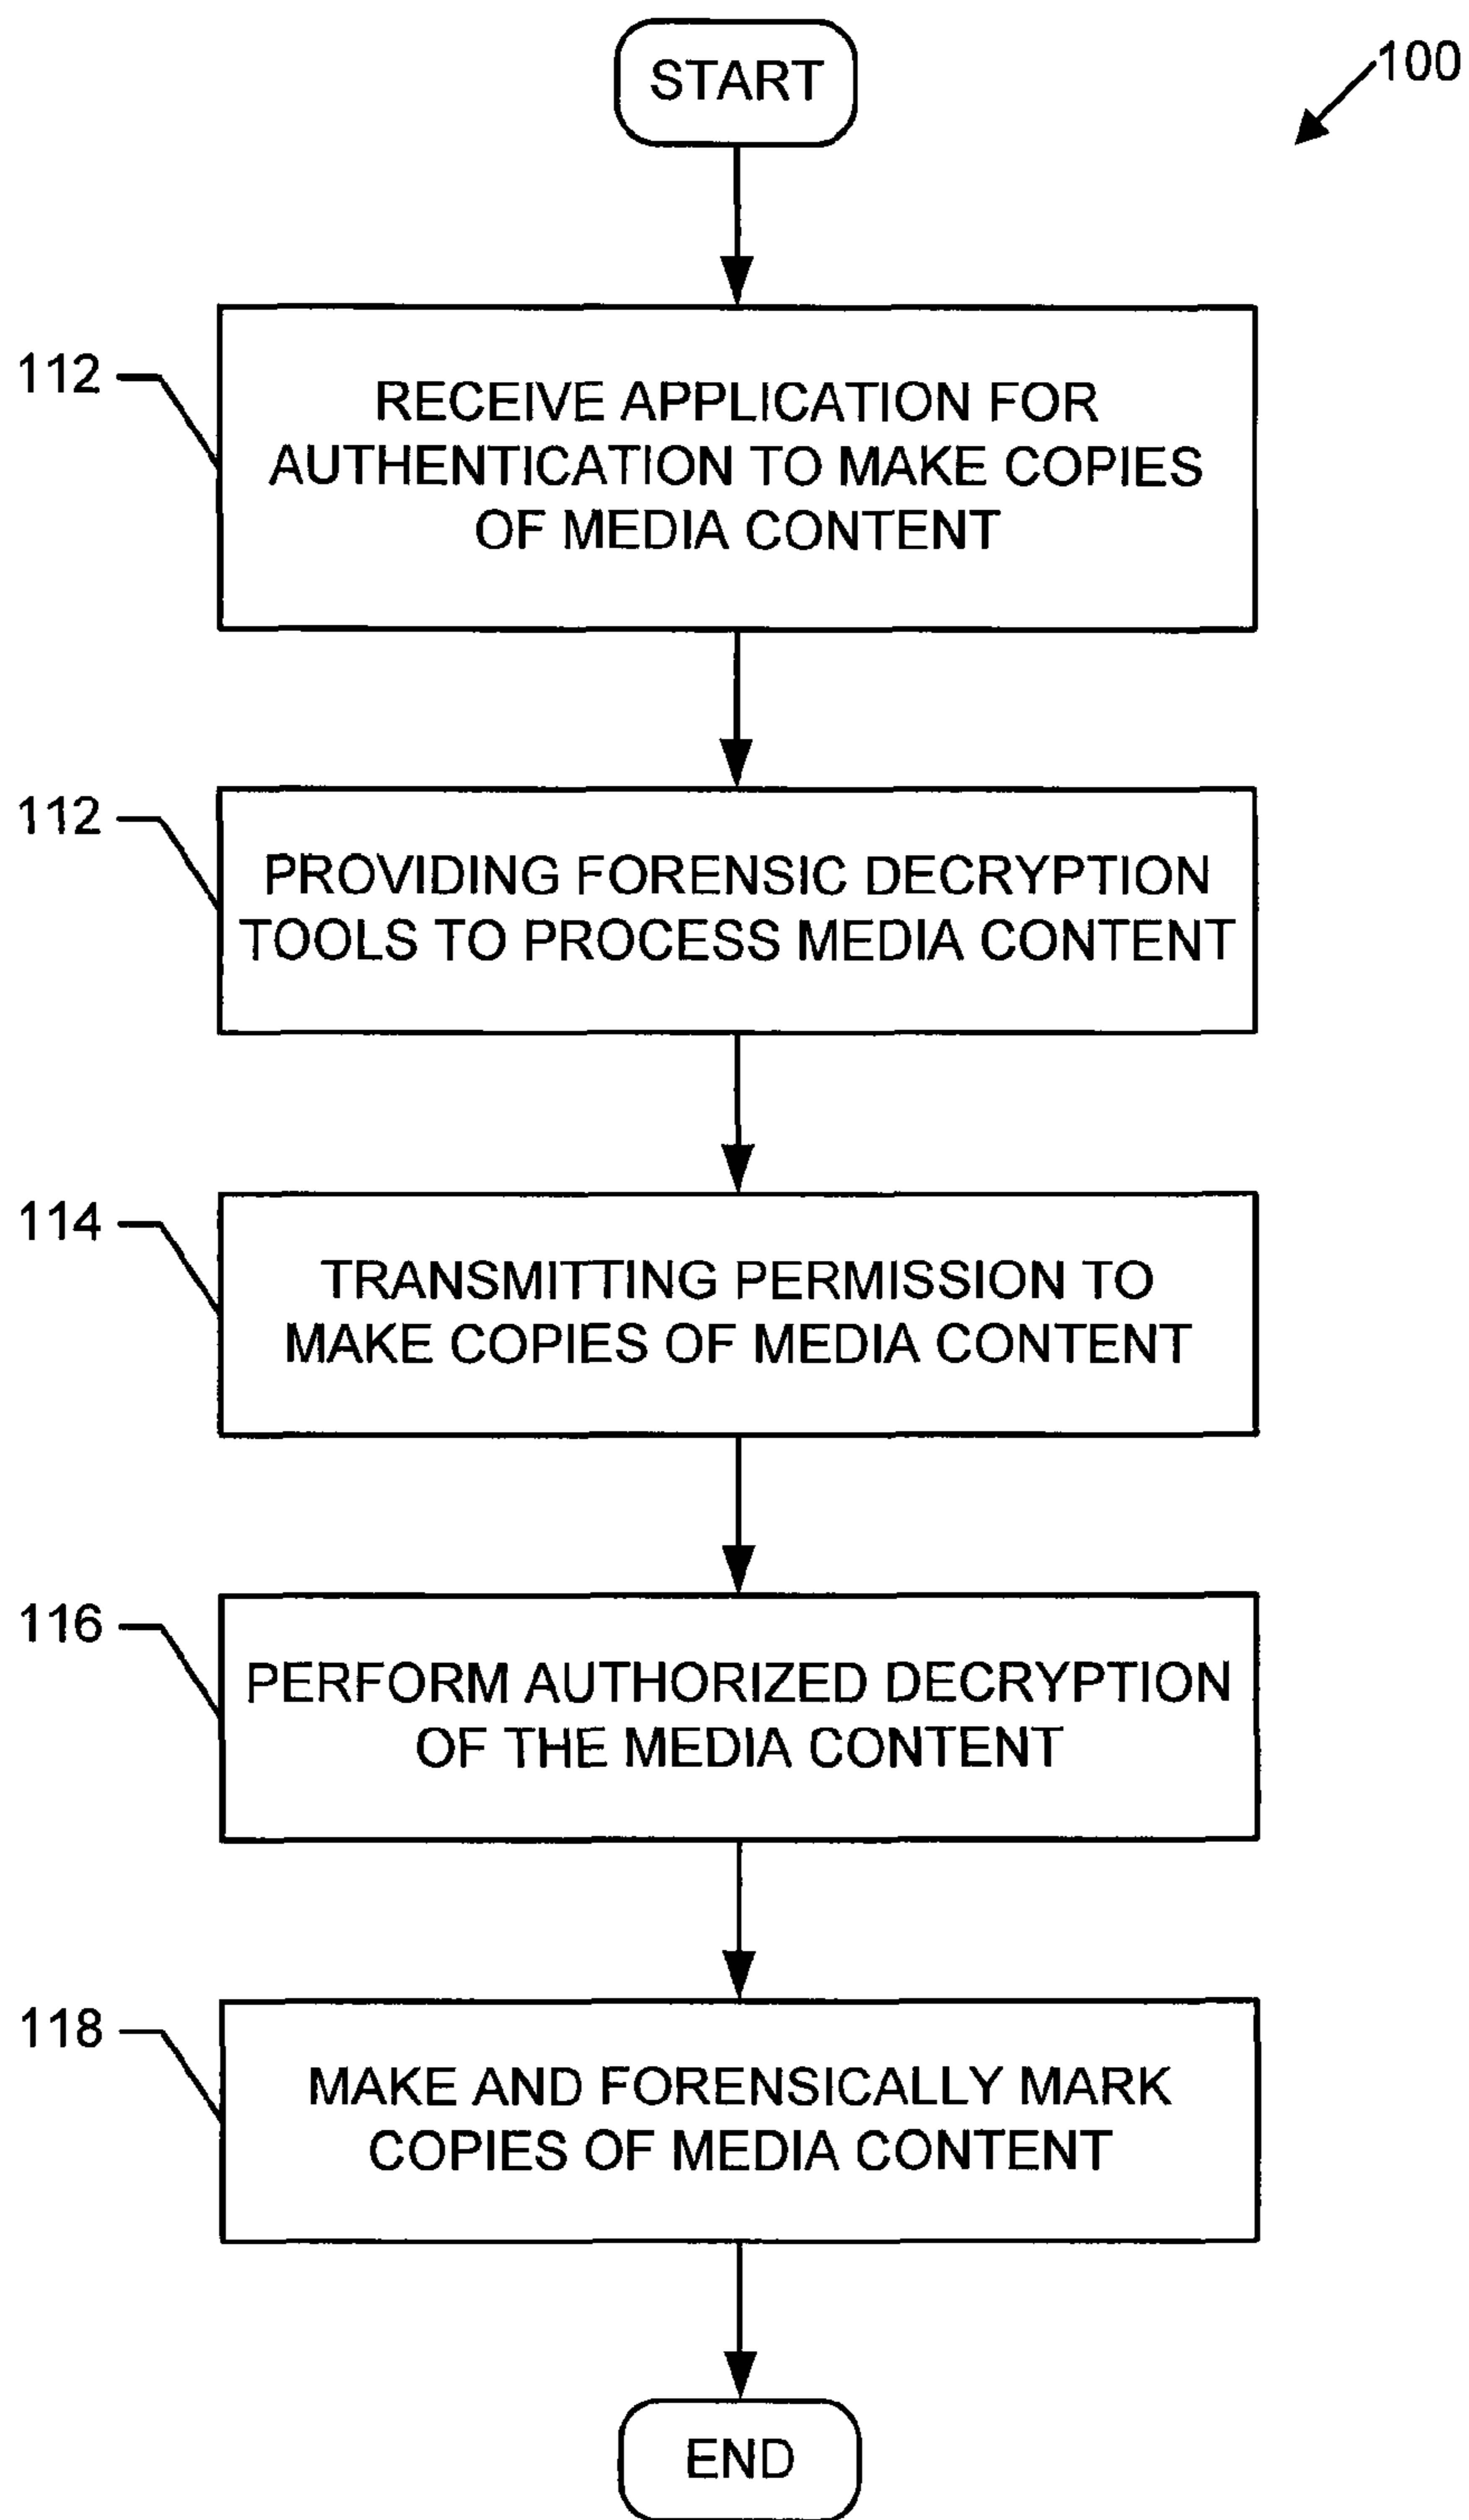 START
100
112
RECEIVE APPLICATION FOR
AUTHENTICATION TO MAKE COPIES
OF MEDIA CONTENT
112
PROVIDING FORENSIC DECRYPTION
TOOLS TO PROCESS MEDIA CONTENT
114
TRANSMITTING PERMISSION TO
MAKE COPIES OF MEDIA CONTENT
116
PERFORM AUTHORIZED DECRYPTION
OF THE MEDIA CONTENT
118
MAKE AND FORENSICALLY MARK
COPIES OF MEDIA CONTENT
END